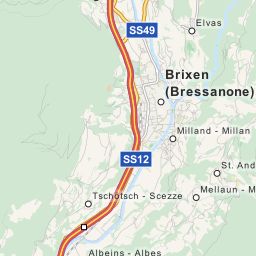 Elvas
SS49
Brixen
(Bressanone)
Milland - Millan
SS12
St. And
Mellaun - M
Tschötsch - Scezze
Albeins - Albes